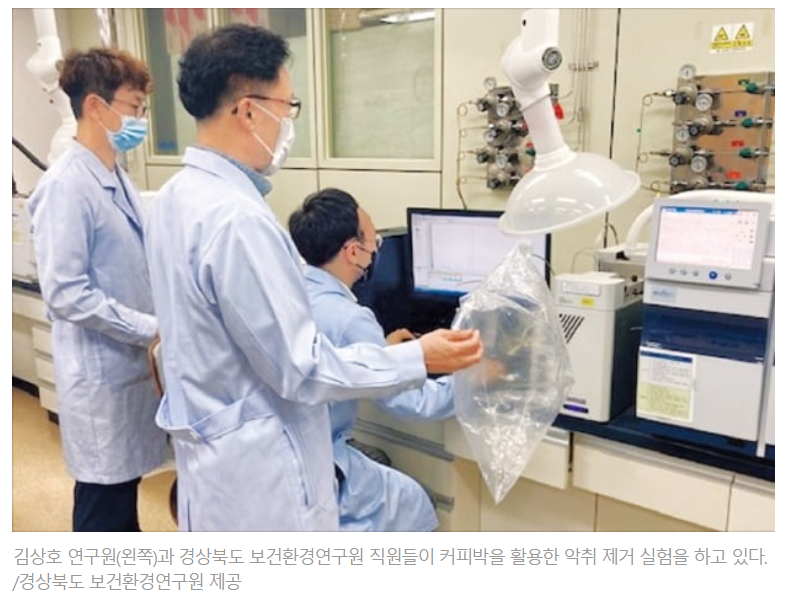 김상호 연구원(왼쪽)과 경상북도 보건환경연구원 직원들이 커피박을 활용한 악취 제거 실험을 하고 있다.
/경상북도 보건환경연구원 제공